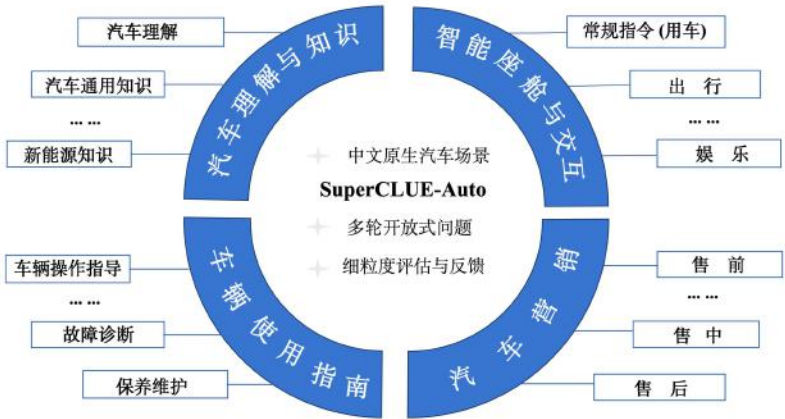 汽车理解
汽车通用知识
... ...
新能源知识
汽车理解与知识
智能座舱与交互
常规指令 (用车)
出 行
... ...
娱 乐
中文原生汽车场景
SuperCLUE-Auto
多轮开放式问题
细粒度评估与反馈
车辆操作指导
... ...
故障诊断
保养维护
车辆使用指南
汽车营销
售 前
... ...
售 中
售 后